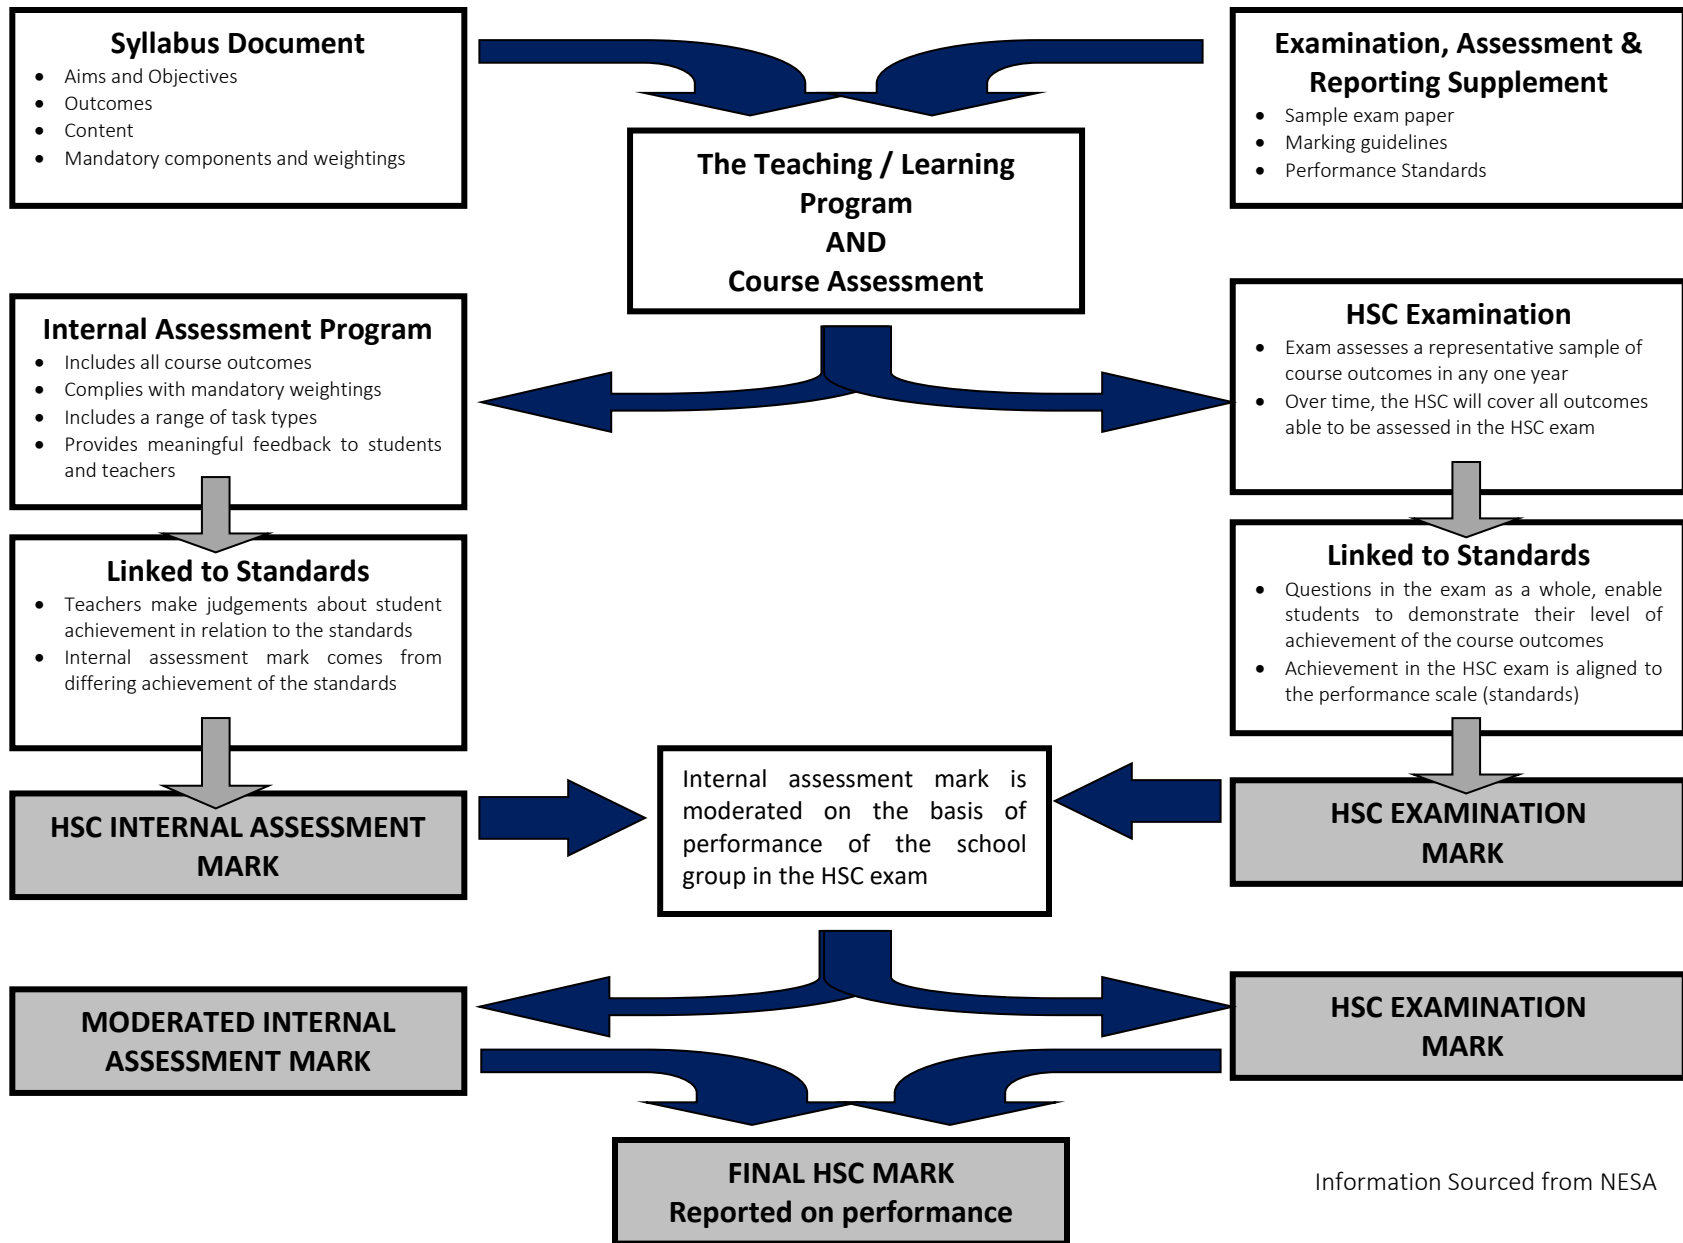 Syllabus Document
• Aims and Objectives
• Outcomes
• Content
• Mandatory components and weightings
Examination, Assessment &
Reporting Supplement
• Sample exam paper
• Marking guidelines
• Performance Standards
The Teaching / Learning
Program
AND
Course Assessment
Internal Assessment Program
• Includes all course outcomes
• Complies with mandatory weightings
• Includes a range of task types
• Provides meaningful feedback to students
and teachers
HSC Examination
• Exam assesses a representative sample of
course outcomes in any one year
• Over time, the HSC will cover all outcomes
able to be assessed in the HSC exam
Linked to Standards
• Teachers make judgements about student
achievement in relation to the standards
• Internal assessment mark comes from
differing achievement of the standards
Linked to Standards
• Questions in the exam as a whole, enable
students to demonstrate their level of
achievement of the course outcomes
• Achievement in the HSC exam is aligned to
the performance scale (standards)
HSC INTERNAL ASSESSMENT
MARK
Internal assessment mark is
moderated on the basis of
performance of the school
group in the HSC exam
HSC EXAMINATION
MARK
MODERATED INTERNAL
ASSESSMENT MARK
HSC EXAMINATION
MARK
FINAL HSC MARK
Reported on performance
Information Sourced from NESA